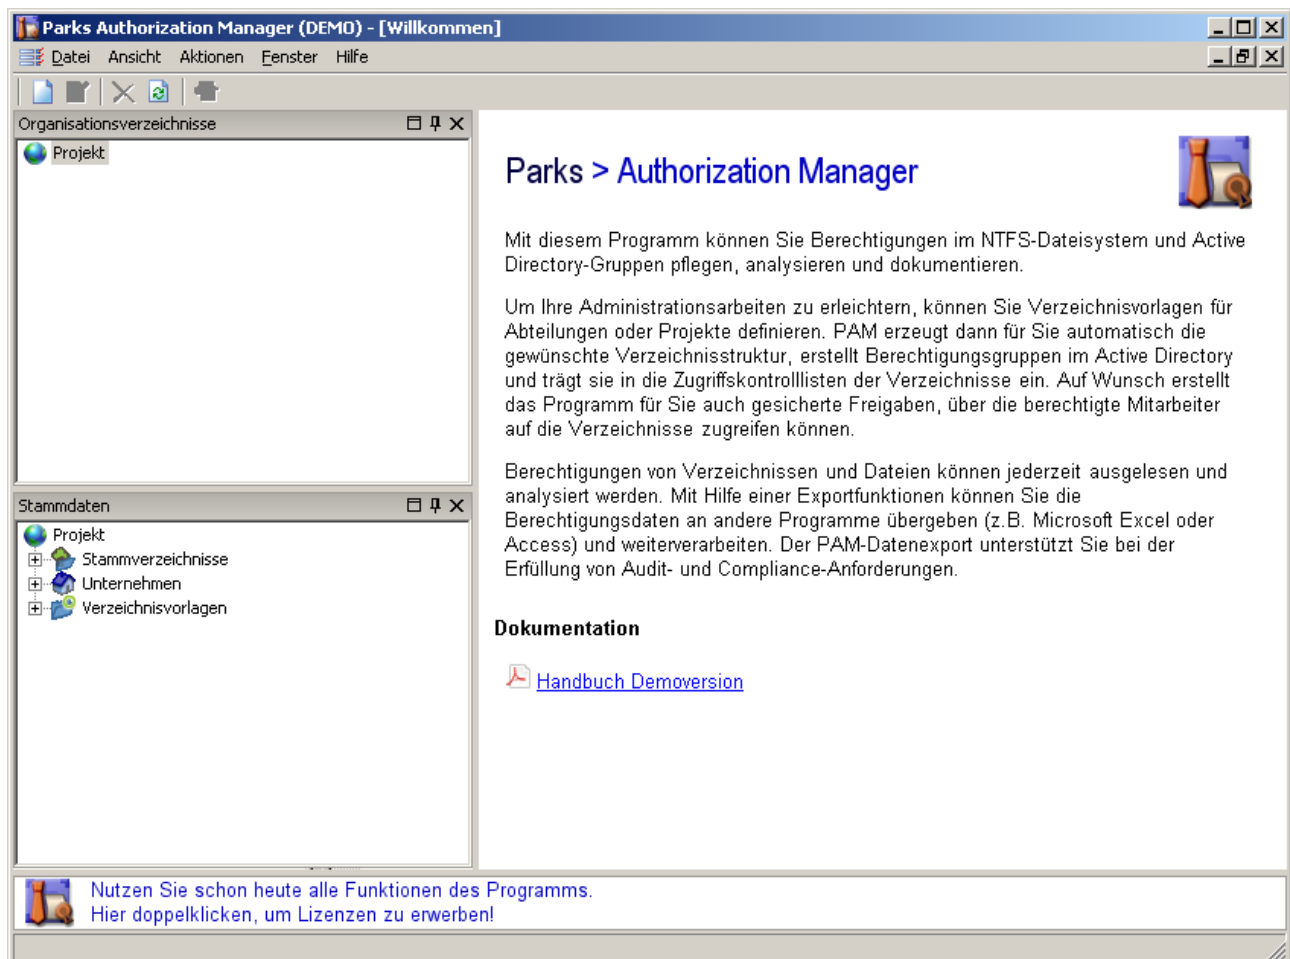 Parks Authorization Manager (DEMO) - [Willkommen]
Datei Ansicht Aktionen Fenster Hilfe
Organisationsverzeichnisse
Projekt
Stammdaten
Projekt
Stammverzeichnisse
Unternehmen
Verzeichnisvorlagen
Parks > Authorization Manager
Mit diesem Programm können Sie Berechtigungen im NTFS-Dateisystem und Active
Directory-Gruppen pflegen, analysieren und dokumentieren.
Um Ihre Administrationsarbeiten zu erleichtern, können Sie Verzeichnisvorlagen für
Abteilungen oder Projekte definieren. PAM erzeugt dann für Sie automatisch die
gewünschte Verzeichnisstruktur, erstellt Berechtigungsgruppen im Active Directory
und trägt sie in die Zugriffskontrolllisten der Verzeichnisse ein. Auf Wunsch erstellt
das Programm für Sie auch gesicherte Freigaben, über die berechtigte Mitarbeiter
auf die Verzeichnisse zugreifen können.
Berechtigungen von Verzeichnissen und Dateien können jederzeit ausgelesen und
analysiert werden. Mit Hilfe einer Exportfunktionen können Sie die
Berechtigungsdaten an andere Programme übergeben (z.B. Microsoft Excel oder
Access) und weiterverarbeiten. Der PAM-Datenexport unterstützt Sie bei der
Erfüllung von Audit- und Compliance-Anforderungen.
Dokumentation
Handbuch Demoversion
Nutzen Sie schon heute alle Funktionen des Programms.
Hier doppelklicken, um Lizenzen zu erwerben!